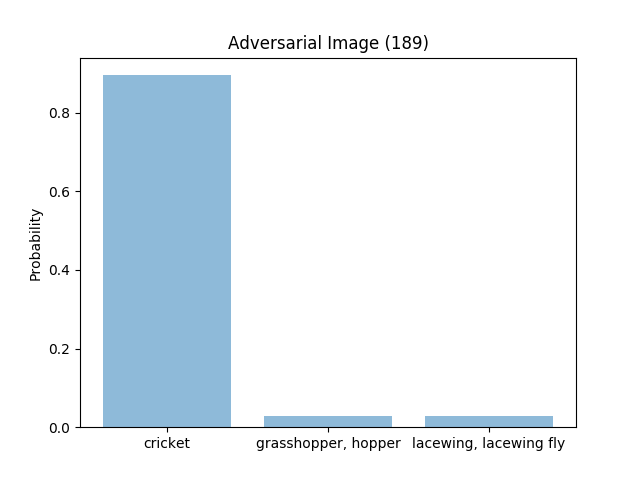 Adversarial Image (189)
Probability
0.8
0.6
0.4
0.2
0.0
cricket
grasshopper, hopper
lacewing, lacewing fly